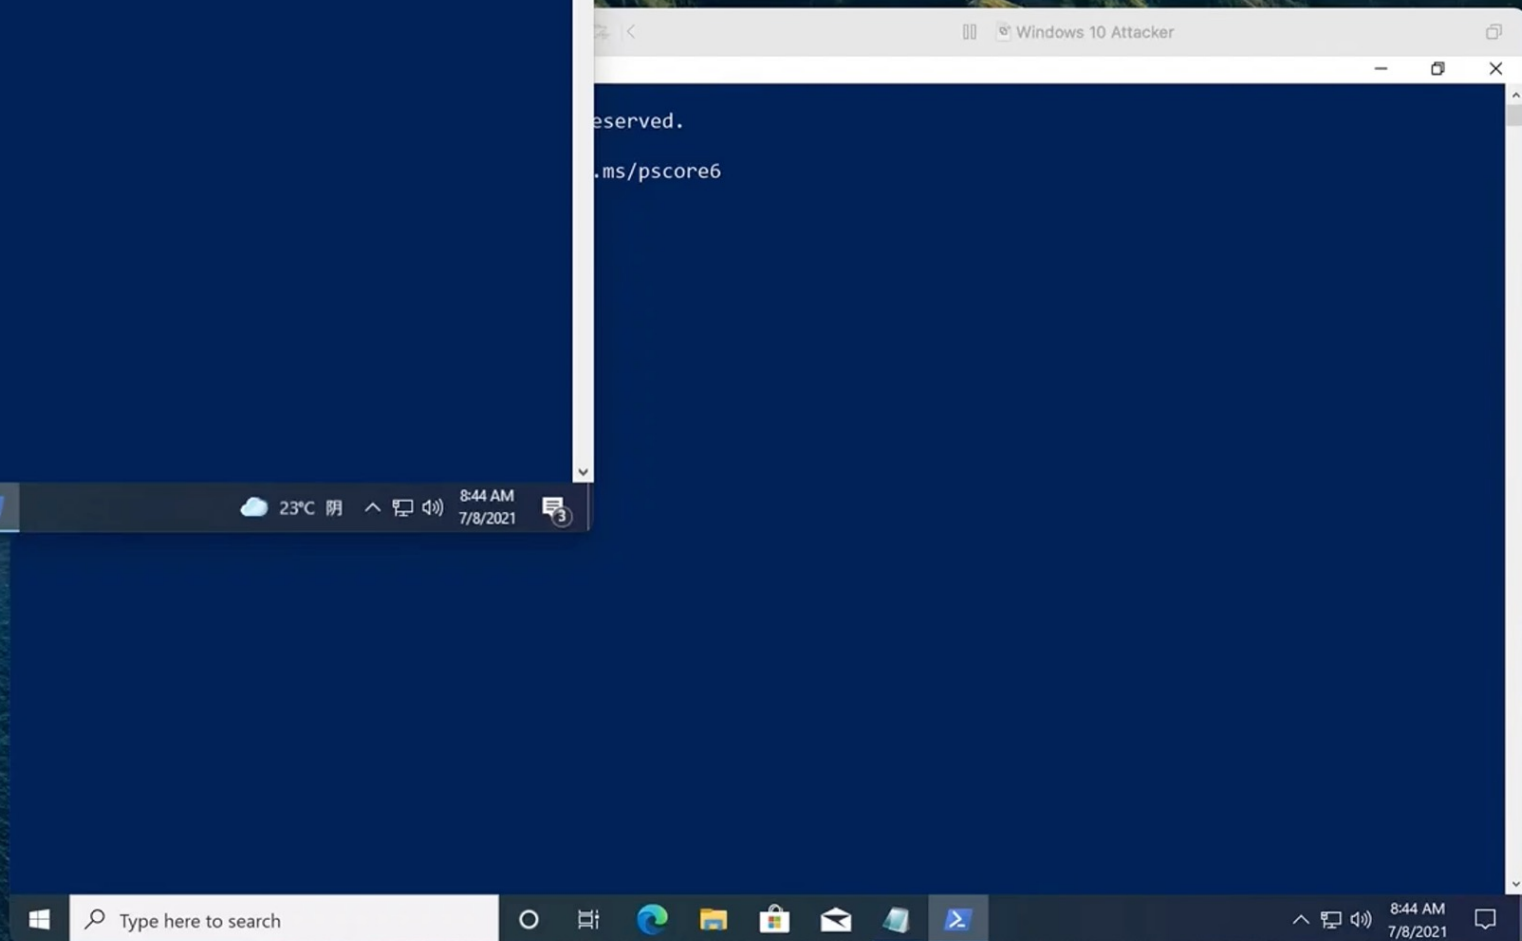 Windows 10 Attacker
eserved.
.ms/pscore6
23°C 阴
8:44 AM
7/8/2021
3
Type here to search
8:44 AM
7/8/2021